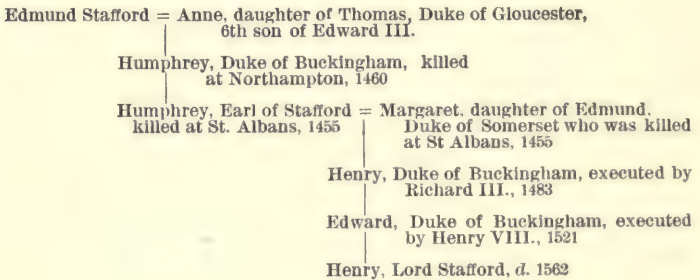 Edmund Stafford = Anne, daughter of Thomas, Duke of Gloucester,
6th son of Edward III.
Humphrey, Duke of Buckingham, killed
at Northampton, 1460
Humphrey, Earl of Stafford = Margaret, daughter of Edmund,
killed at St. Albans, 1455 Duke of Somerset who was killed
at St Albans, 1455
Henry, Duke of Buckingham, executed by
Richard III., 1483
Edward, Duke of Buckingham, executed
by Henry VIII., 1521
Henry, Lord Stafford, d. 1562